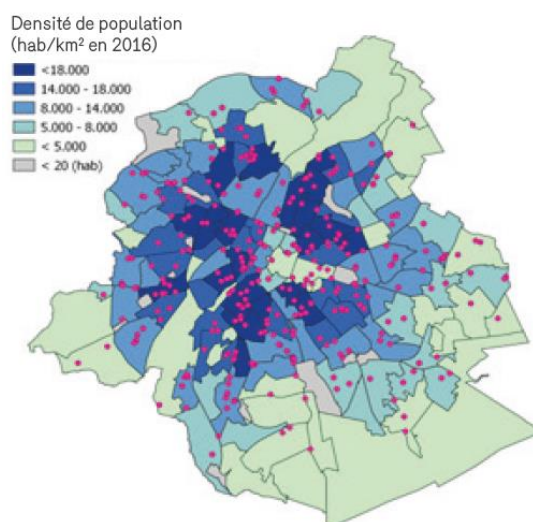 Densité de population
(hab/km² en 2016)
<18.000
14.000 - 18.000
8.000 - 14.000
5.000 - 8.000
< 5.000
< 20 (hab)